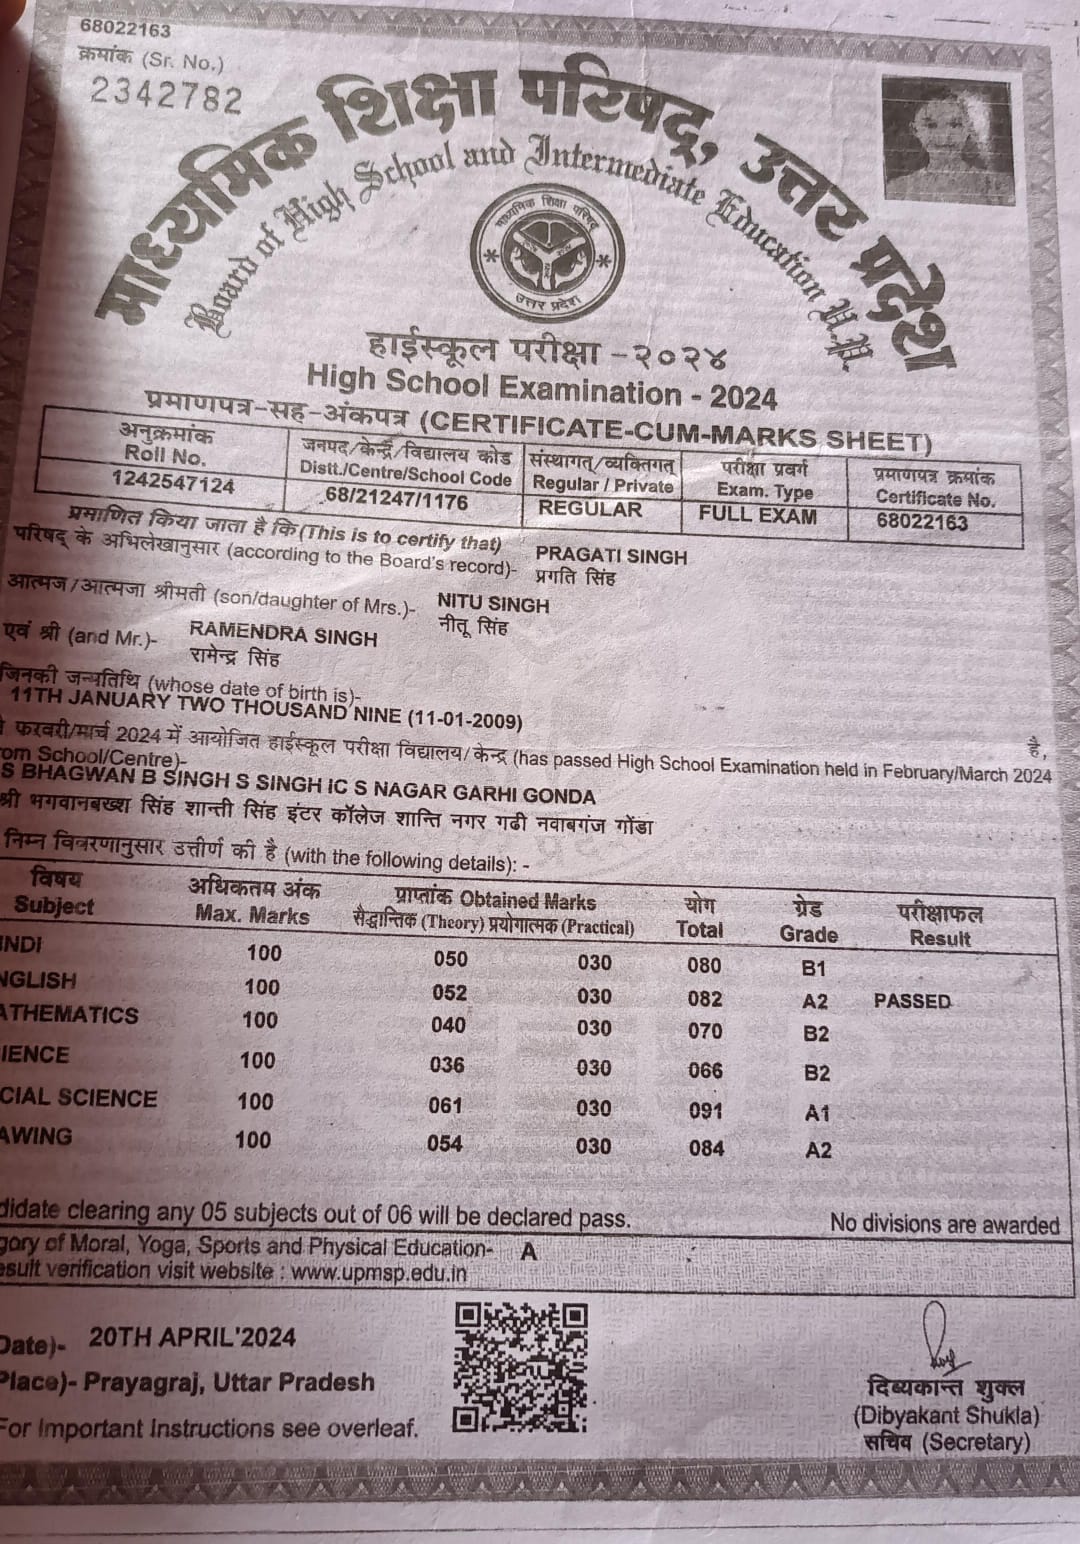 68022163
क्रमांक (Sr. No.)
2342782
माध्यमिक शिक्षा परिषद्, उत्तर प्रदेश
Board of High School and Intermediate Education U.P.
माध्यमिक शिक्षा परिषद
उत्तर प्रदेश
हाईस्कूल परीक्षा -२०२४
High School Examination - 2024
प्रमाणपत्र-सह-अंकपत्र (CERTIFICATE-CUM-MARKS SHEET)
अनुक्रमांक जनपद/केन्द्र/विद्यालय कोड संस्थागत/व्यक्तिगत परीक्षा प्रवर्ग प्रमाणपत्र क्रमांक
Roll No. Distt./Centre/School Code Regular / Private Exam. Type Certificate No.
1242547124 68/21247/1176 REGULAR FULL EXAM 68022163
प्रमाणित किया जाता है कि (This is to certify that)
परिषद् के अभिलेखानुसार (according to the Board's record)- PRAGATI SINGH
प्रगति सिंह
आत्मज/आत्मजा श्रीमती (son/daughter of Mrs.)- NITU SINGH
नीतू सिंह
एवं श्री (and Mr.)- RAMENDRA SINGH
रामेन्द्र सिंह
जिनकी जन्मतिथि (whose date of birth is)-
11TH JANUARY TWO THOUSAND NINE (11-01-2009)
है,
फरवरी/मार्च 2024 में आयोजित हाईस्कूल परीक्षा विद्यालय/केन्द्र (has passed High School Examination held in February/March 2024
om School/Centre)-
S BHAGWAN B SINGH S SINGH IC S NAGAR GARHI GONDA
श्री भगवानबख्श सिंह शान्ती सिंह इंटर कॉलेज शान्ति नगर गढी नवाबगंज गोंडा
निम्न विवरणानुसार उत्तीर्ण की है (with the following details): -
विषय अधिकतम अंक प्राप्तांक Obtained Marks योग ग्रेड परीक्षाफल
Subject Max. Marks सैद्धान्तिक (Theory) प्रयोगात्मक (Practical) Total Grade Result
INDI 100 050 030 080 B1
NGLISH 100 052 030 082 A2 PASSED
ATHEMATICS 100 040 030 070 B2
IENCE 100 036 030 066 B2
CIAL SCIENCE 100 061 030 091 A1
AWING 100 054 030 084 A2
didate clearing any 05 subjects out of 06 will be declared pass. No divisions are awarded
gory of Moral, Yoga, Sports and Physical Education- A
esult verification visit website : www.upmsp.edu.in
Date)- 20TH APRIL'2024
Place)- Prayagraj, Uttar Pradesh
For Important Instructions see overleaf.
दिब्यकान्त शुक्ल
(Dibyakant Shukla)
सचिव (Secretary)